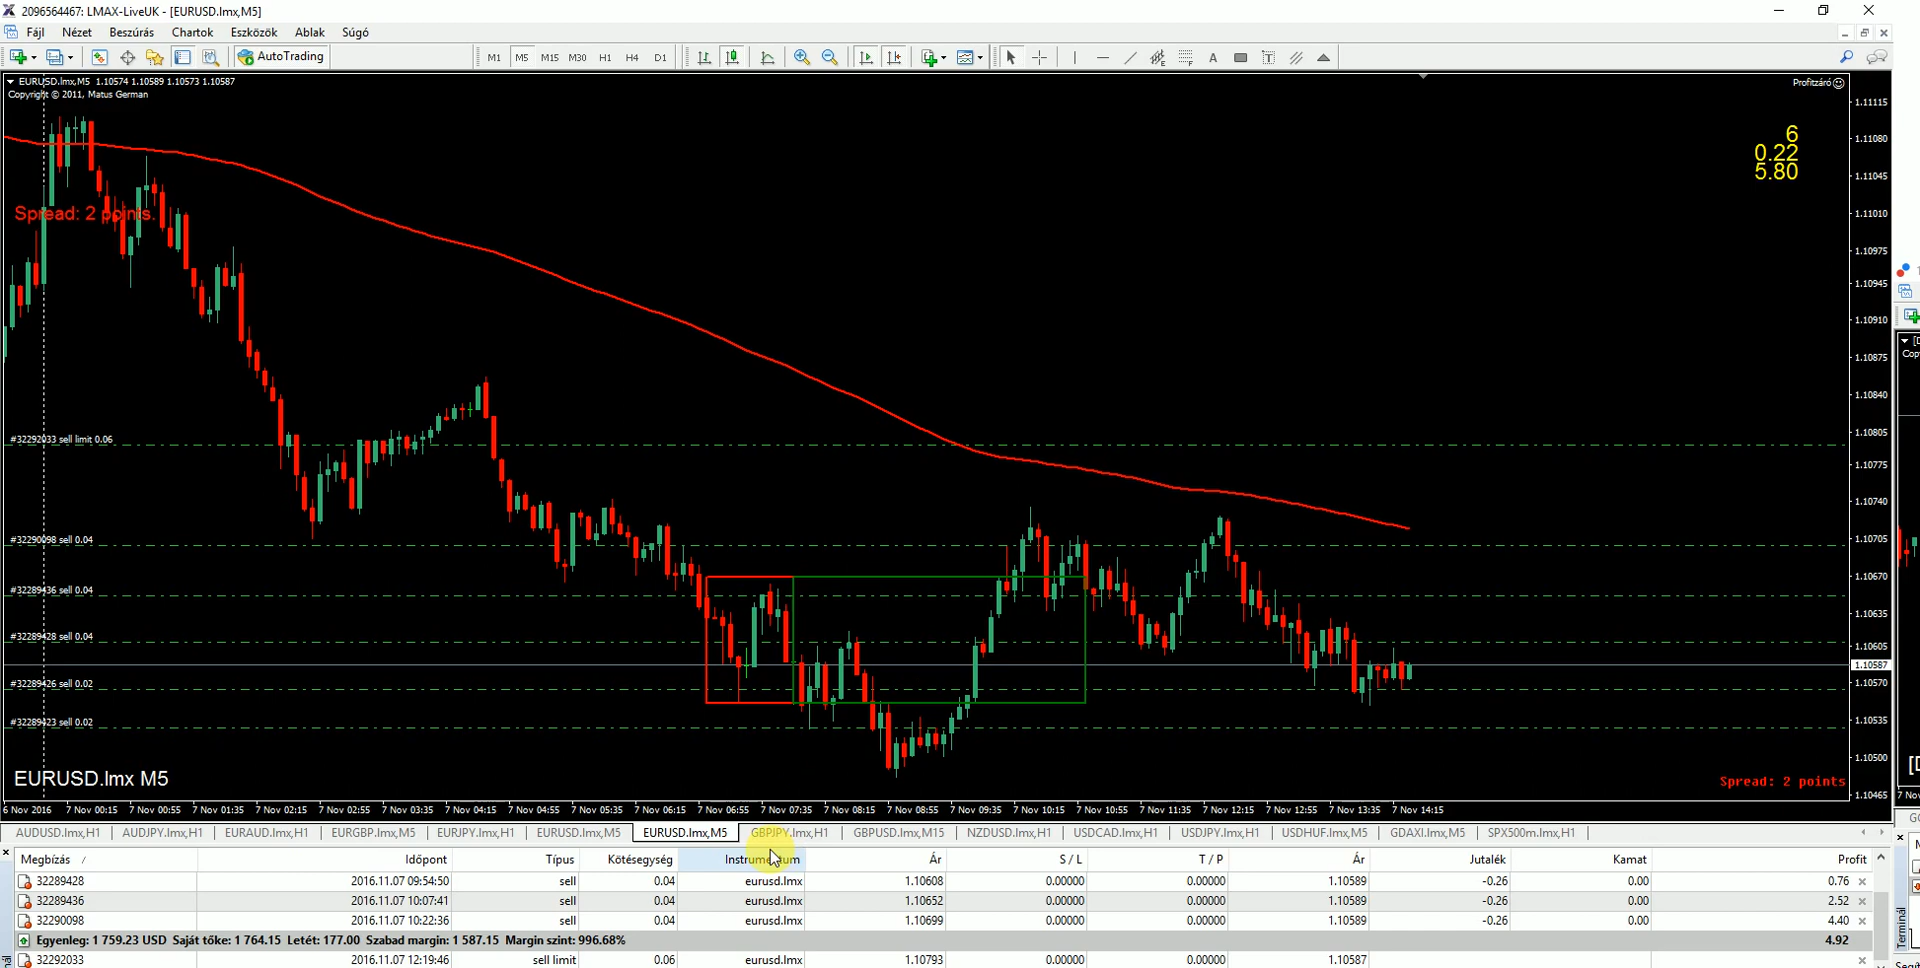 2096564467: LMAX-LiveUK - [EURUSD.lmx,M5]
Fájl Nézet Beszúrás Chartok Eszközök Ablak Súgó
AutoTrading M1 M5 M15 M30 H1 H4 D1
EURUSD.lmx,M5 1.10574 1.10589 1.10573 1.10587
Copyright © 2011, Matus German
Profitzáró
6
0.22
5.80
Spread: 2 points.
1.11115
1.11080
1.11045
1.11010
1.10975
1.10945
1.10910
1.10875
1.10840
1.10805
1.10775
1.10740
1.10705
1.10670
1.10635
1.10605
1.10587
1.10570
1.10535
1.10500
1.10465
#32292033 sell limit 0.06
#32290098 sell 0.04
#32289436 sell 0.04
#32289428 sell 0.04
#32289426 sell 0.02
#32289423 sell 0.02
EURUSD.lmx M5
Spread: 2 points
6 Nov 2016 7 Nov 00:15 7 Nov 00:55 7 Nov 01:35 7 Nov 02:15 7 Nov 02:55 7 Nov 03:35 7 Nov 04:15 7 Nov 04:55 7 Nov 05:35 7 Nov 06:15 7 Nov 06:55 7 Nov 07:35 7 Nov 08:15 7 Nov 08:55 7 Nov 09:35 7 Nov 10:15 7 Nov 10:55 7 Nov 11:35 7 Nov 12:15 7 Nov 12:55 7 Nov 13:35 7 Nov 14:15
AUDUSD.lmx,H1 AUDJPY.lmx,H1 EURAUD.lmx,H1 EURGBP.lmx,M5 EURJPY.lmx,H1 EURUSD.lmx,M5 EURUSD.lmx,M5 GBPJPY.lmx,H1 GBPUSD.lmx,M15 NZDUSD.lmx,H1 USDCAD.lmx,H1 USDJPY.lmx,H1 USDHUF.lmx,M5 GDAXI.lmx,M5 SPX500m.lmx,H1
Megbízás / Időpont Típus Kötésegység Instrumentum Ár S / L T / P Ár Jutalék Kamat Profit
32289428 2016.11.07 09:54:50 sell 0.04 eurusd.lmx 1.10608 0.00000 0.00000 1.10589 -0.26 0.00 0.76
32289436 2016.11.07 10:07:41 sell 0.04 eurusd.lmx 1.10652 0.00000 0.00000 1.10589 -0.26 0.00 2.52
32290098 2016.11.07 10:22:36 sell 0.04 eurusd.lmx 1.10699 0.00000 0.00000 1.10589 -0.26 0.00 4.40
Egyenleg: 1 759.23 USD Saját tőke: 1 764.15 Letét: 177.00 Szabad margin: 1 587.15 Margin szint: 996.68% 4.92
32292033 2016.11.07 12:19:46 sell limit 0.06 eurusd.lmx 1.10793 0.00000 0.00000 1.10587
Terminál